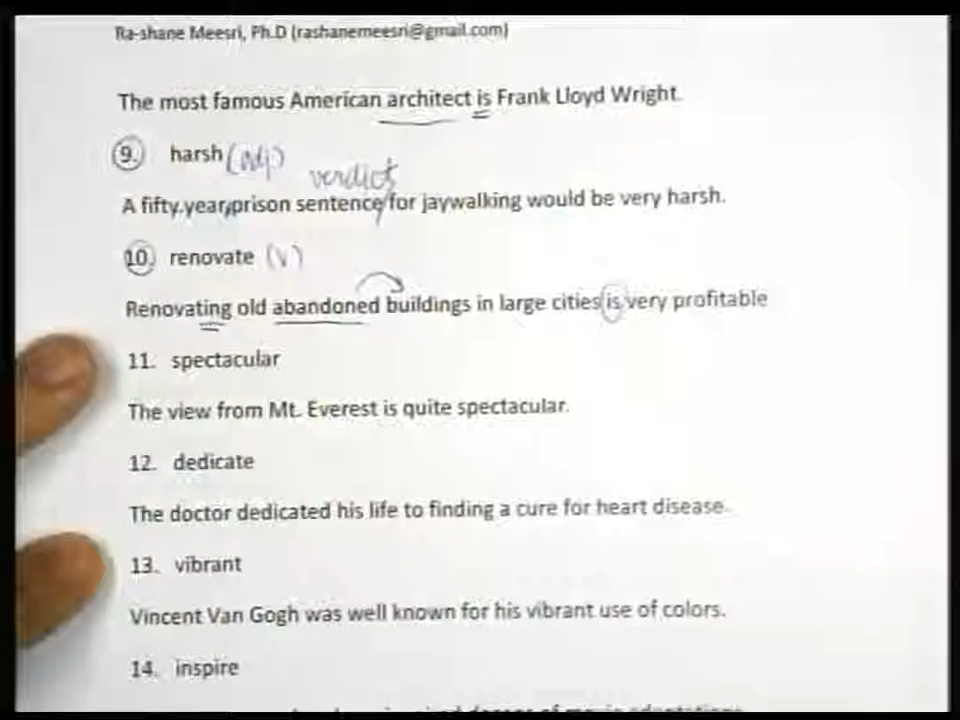 Ra-shane Meesri, Ph.D (rashanemeesri@gmail.com)
The most famous American architect is Frank Lloyd Wright.
9. harsh (adj)
verdict
A fifty year prison sentence for jaywalking would be very harsh.
10. renovate (v)
Renovating old abandoned buildings in large cities is very profitable
11. spectacular
The view from Mt. Everest is quite spectacular.
12. dedicate
The doctor dedicated his life to finding a cure for heart disease.
13. vibrant
Vincent Van Gogh was well known for his vibrant use of colors.
14. inspire